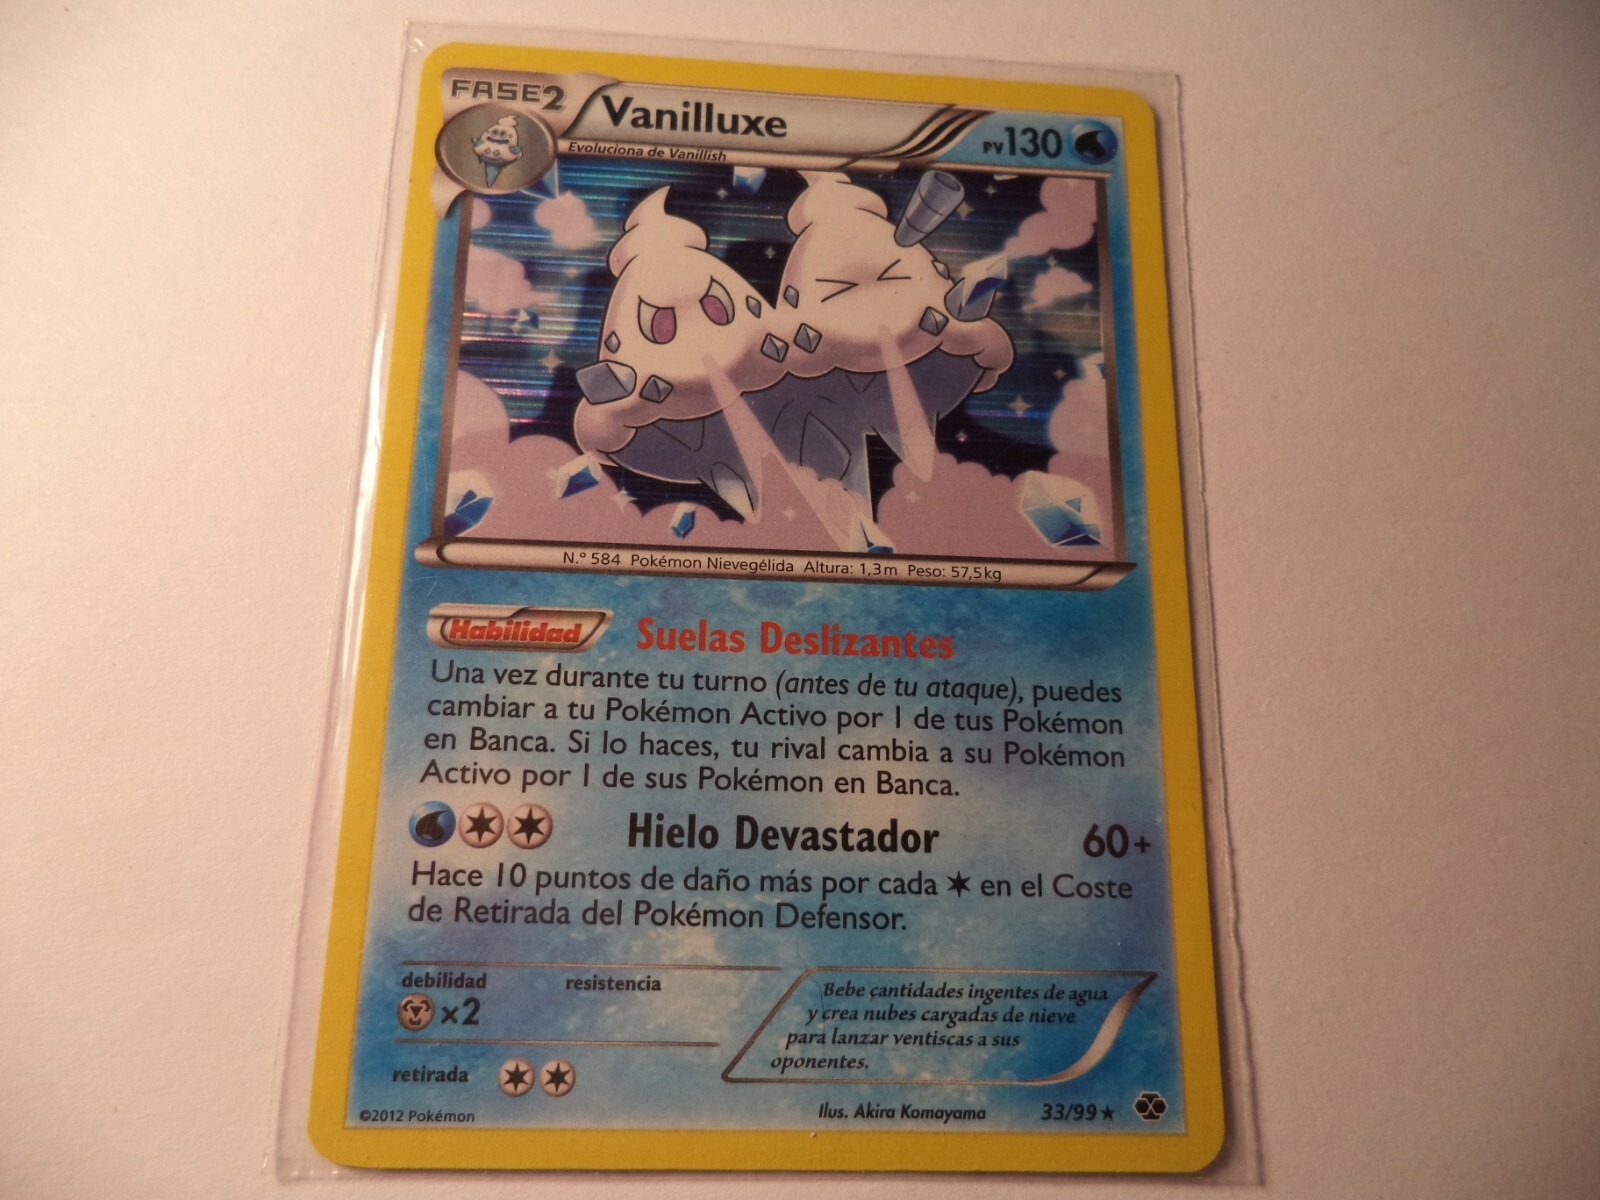 FASE2
Vanilluxe
PV130
Evoluciona de Vanillish
N.º 584 Pokémon Nievegélida Altura: 1,3m Peso: 57,5kg
Habilidad Suelas Deslizantes
Una vez durante tu turno (antes de tu ataque), puedes
cambiar a tu Pokémon Activo por 1 de tus Pokémon
en Banca. Si lo haces, tu rival cambia a su Pokémon
Activo por 1 de sus Pokémon en Banca.
Hielo Devastador 60+
Hace 10 puntos de daño más por cada ✶ en el Coste
de Retirada del Pokémon Defensor.
debilidad resistencia
x2
retirada
Bebe cantidades ingentes de agua
y crea nubes cargadas de nieve
para lanzar ventiscas a sus
oponentes.
©2012 Pokémon Ilus. Akira Komayama 33/99 ★